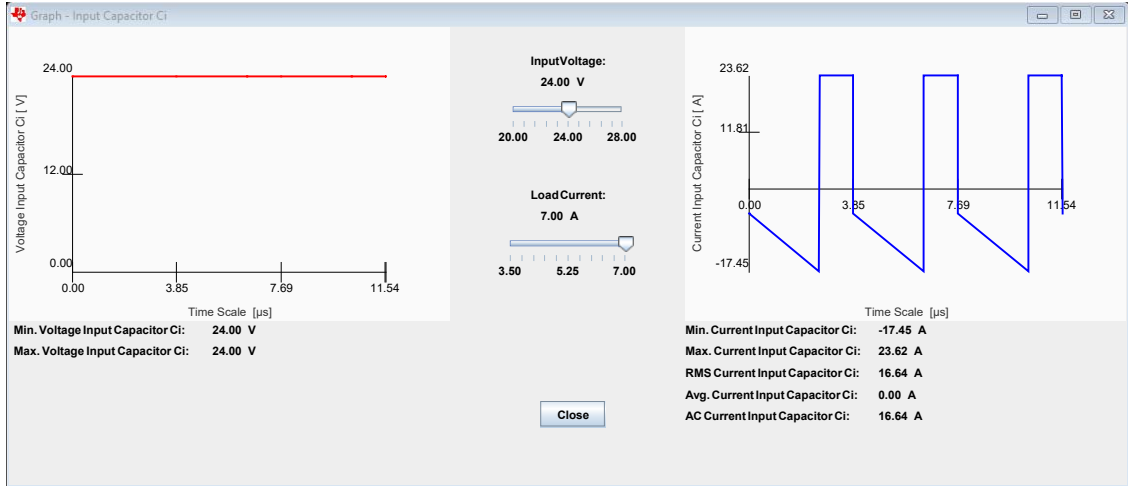 Graph - Input Capacitor Ci
24.00
12.00
0.00
Voltage Input Capacitor Ci [ V]
0.00 3.85 7.69 11.54
Time Scale [µs]
Min. Voltage Input Capacitor Ci: 24.00 V
Max. Voltage Input Capacitor Ci: 24.00 V
Input Voltage:
24.00 V
20.00 24.00 28.00
Load Current:
7.00 A
3.50 5.25 7.00
Close
23.62
11.81
-17.45
Current Input Capacitor Ci [ A]
0.00 3.85 7.69 11.54
Time Scale [µs]
Min. Current Input Capacitor Ci: -17.45 A
Max. Current Input Capacitor Ci: 23.62 A
RMS Current Input Capacitor Ci: 16.64 A
Avg. Current Input Capacitor Ci: 0.00 A
AC Current Input Capacitor Ci: 16.64 A